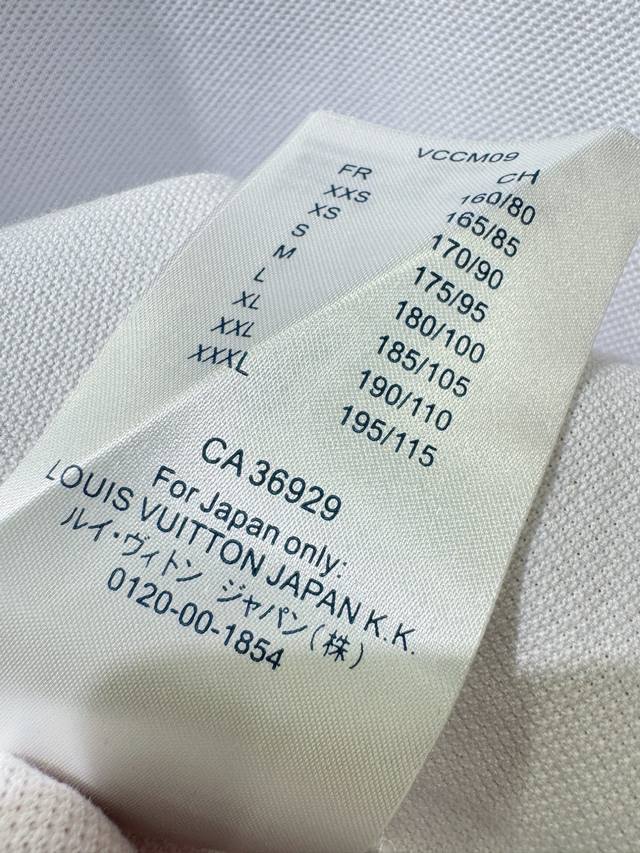 VCCM09
FR CH
XXS 160/80
XS 165/85
S 170/90
M 175/95
L 180/100
XL 185/105
XXL 190/110
XXXL 195/115
CA 36929
For Japan only:
LOUIS VUITTON JAPAN K.K.
ルイ・ヴィトン ジャパン(株)
0120-00-1854